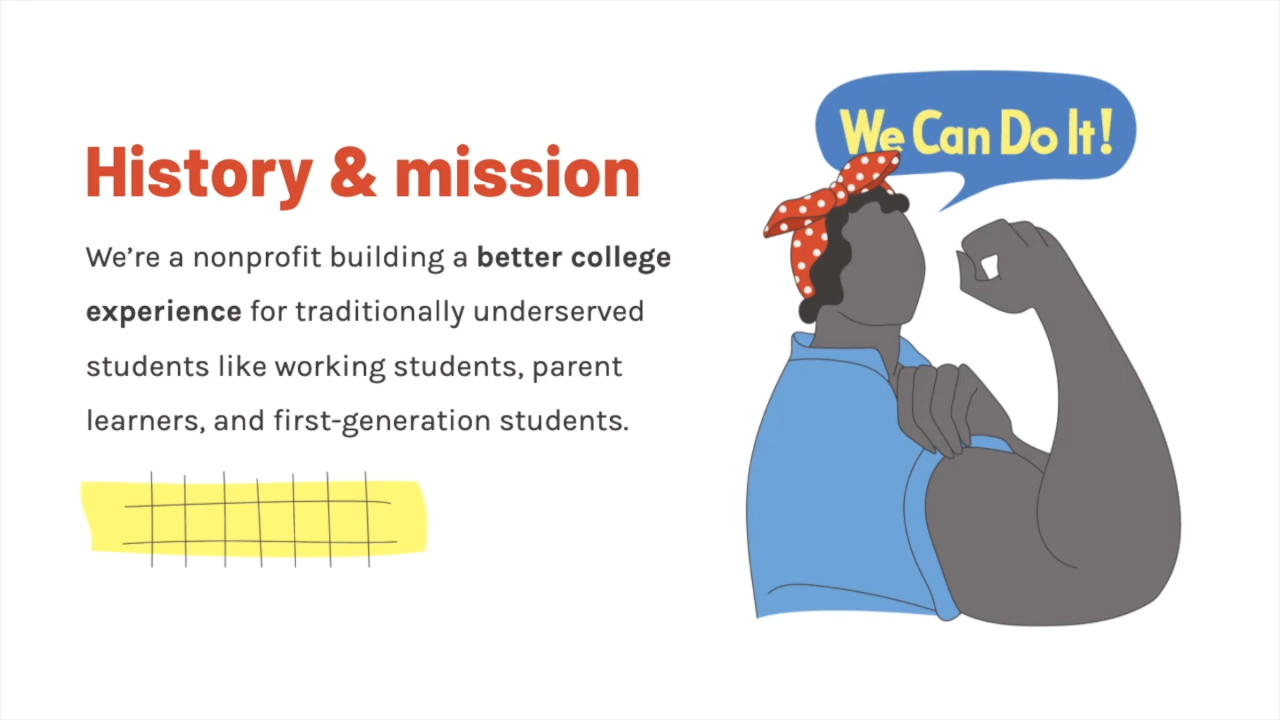 History & mission
We’re a nonprofit building a better college
experience for traditionally underserved
students like working students, parent
learners, and first-generation students.
We Can Do It!